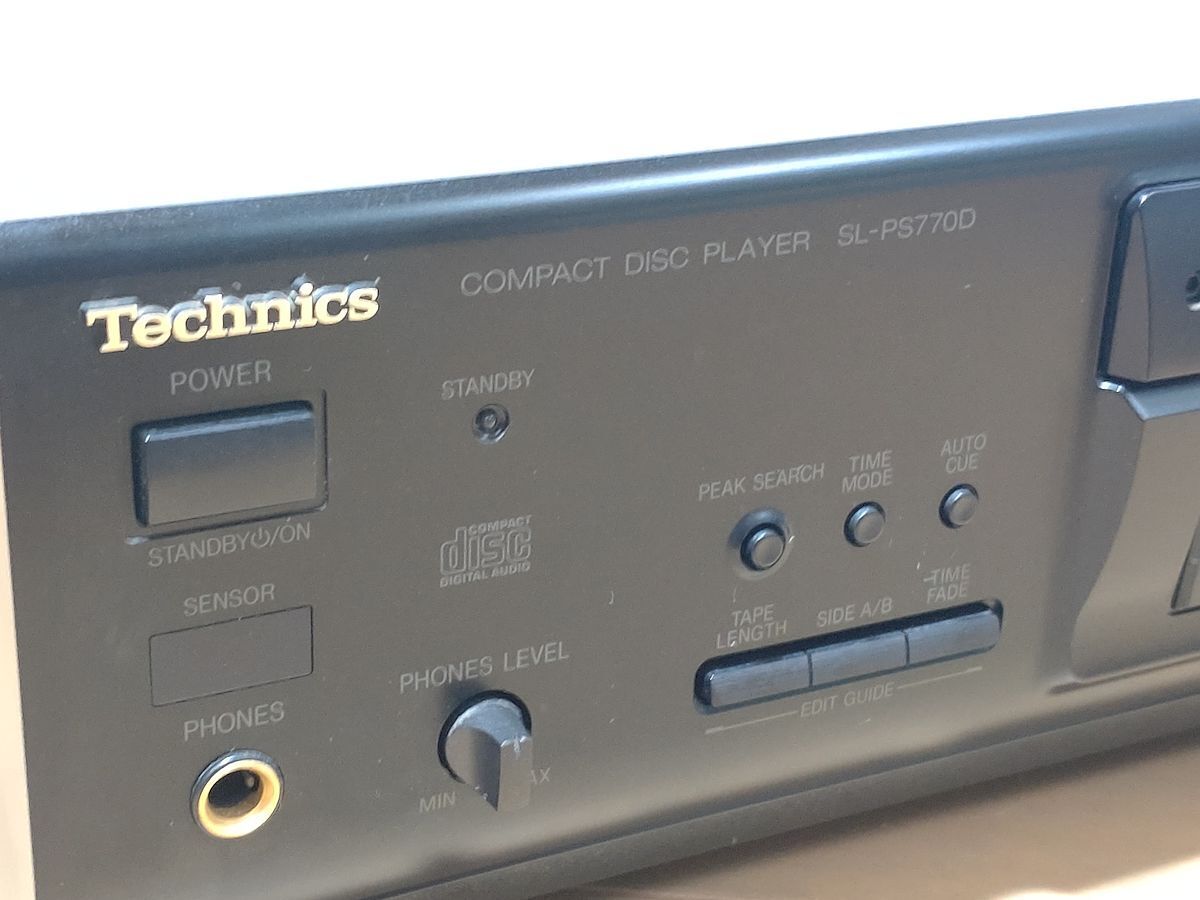 COMPACT DISC PLAYER SL-PS770D
Technics
POWER
STANDBY
STANDBY⏻/ON
COMPACT
disc
DIGITAL AUDIO
PEAK SEARCH
TIME
MODE
AUTO
CUE
SENSOR
TAPE
LENGTH
SIDE A/B
TIME
FADE
EDIT GUIDE
PHONES LEVEL
PHONES
MIN